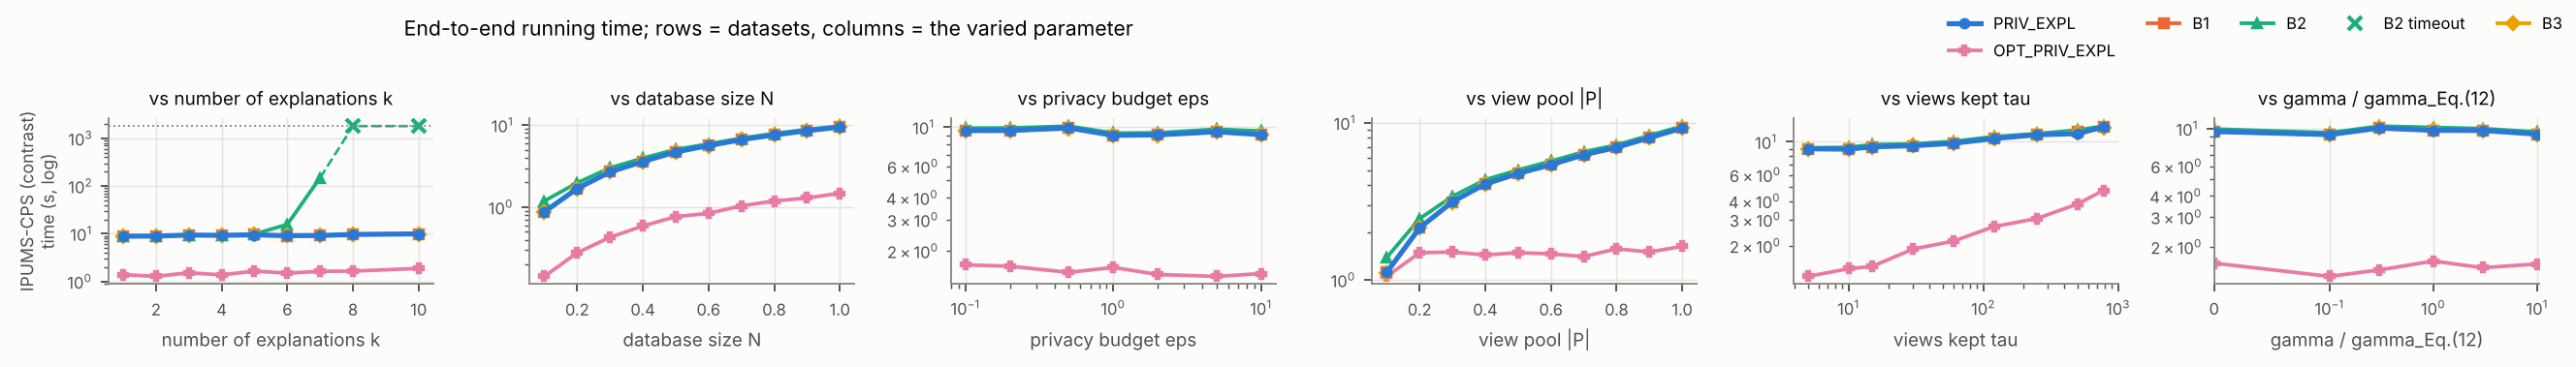 End-to-end running time; rows = datasets, columns = the varied parameter
PRIV_EXPL B1 B2 B2 timeout B3
OPT_PRIV_EXPL
vs number of explanations k
IPUMS-CPS (contrast)
time (s, log)
10³
10²
10¹
10⁰
2 4 6 8 10
number of explanations k
vs database size N
10¹
10⁰
0.2 0.4 0.6 0.8 1.0
database size N
vs privacy budget eps
10¹
6 × 10⁰
4 × 10⁰
3 × 10⁰
2 × 10⁰
10⁻¹ 10⁰ 10¹
privacy budget eps
vs view pool |P|
10¹
10⁰
0.2 0.4 0.6 0.8 1.0
view pool |P|
vs views kept tau
10¹
6 × 10⁰
4 × 10⁰
3 × 10⁰
2 × 10⁰
10¹ 10² 10³
views kept tau
vs gamma / gamma_Eq.(12)
10¹
6 × 10⁰
4 × 10⁰
3 × 10⁰
2 × 10⁰
0 10⁻¹ 10⁰ 10¹
gamma / gamma_Eq.(12)